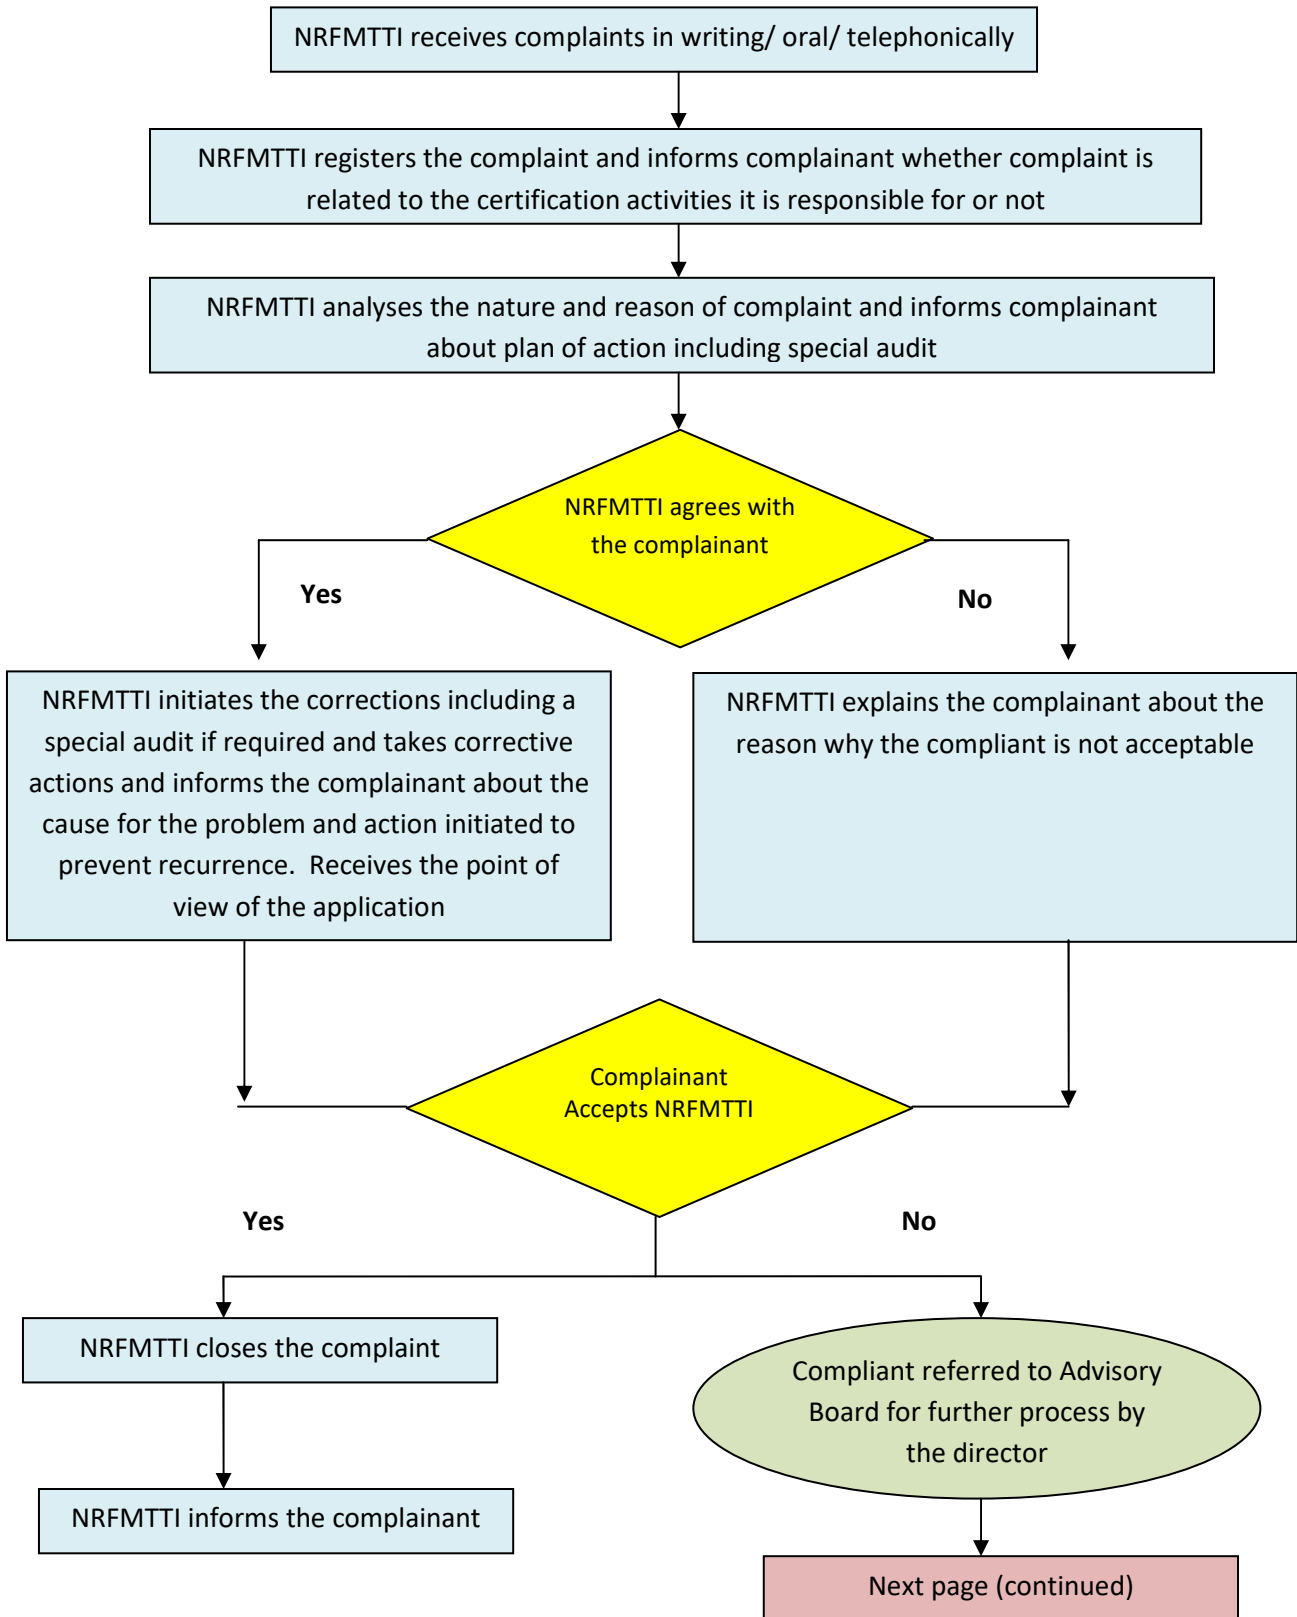 NRFMTTI receives complaints in writing/ oral/ telephonically
NRFMTTI registers the complaint and informs complainant whether complaint is
related to the certification activities it is responsible for or not
NRFMTTI analyses the nature and reason of complaint and informs complainant
about plan of action including special audit
NRFMTTI agrees with
the complainant
Yes
No
NRFMTTI initiates the corrections including a
special audit if required and takes corrective
actions and informs the complainant about the
cause for the problem and action initiated to
prevent recurrence.  Receives the point of
view of the application
NRFMTTI explains the complainant about the
reason why the compliant is not acceptable
Complainant
Accepts NRFMTTI
Yes
No
NRFMTTI closes the complaint
NRFMTTI informs the complainant
Compliant referred to Advisory
Board for further process by
the director
Next page (continued)